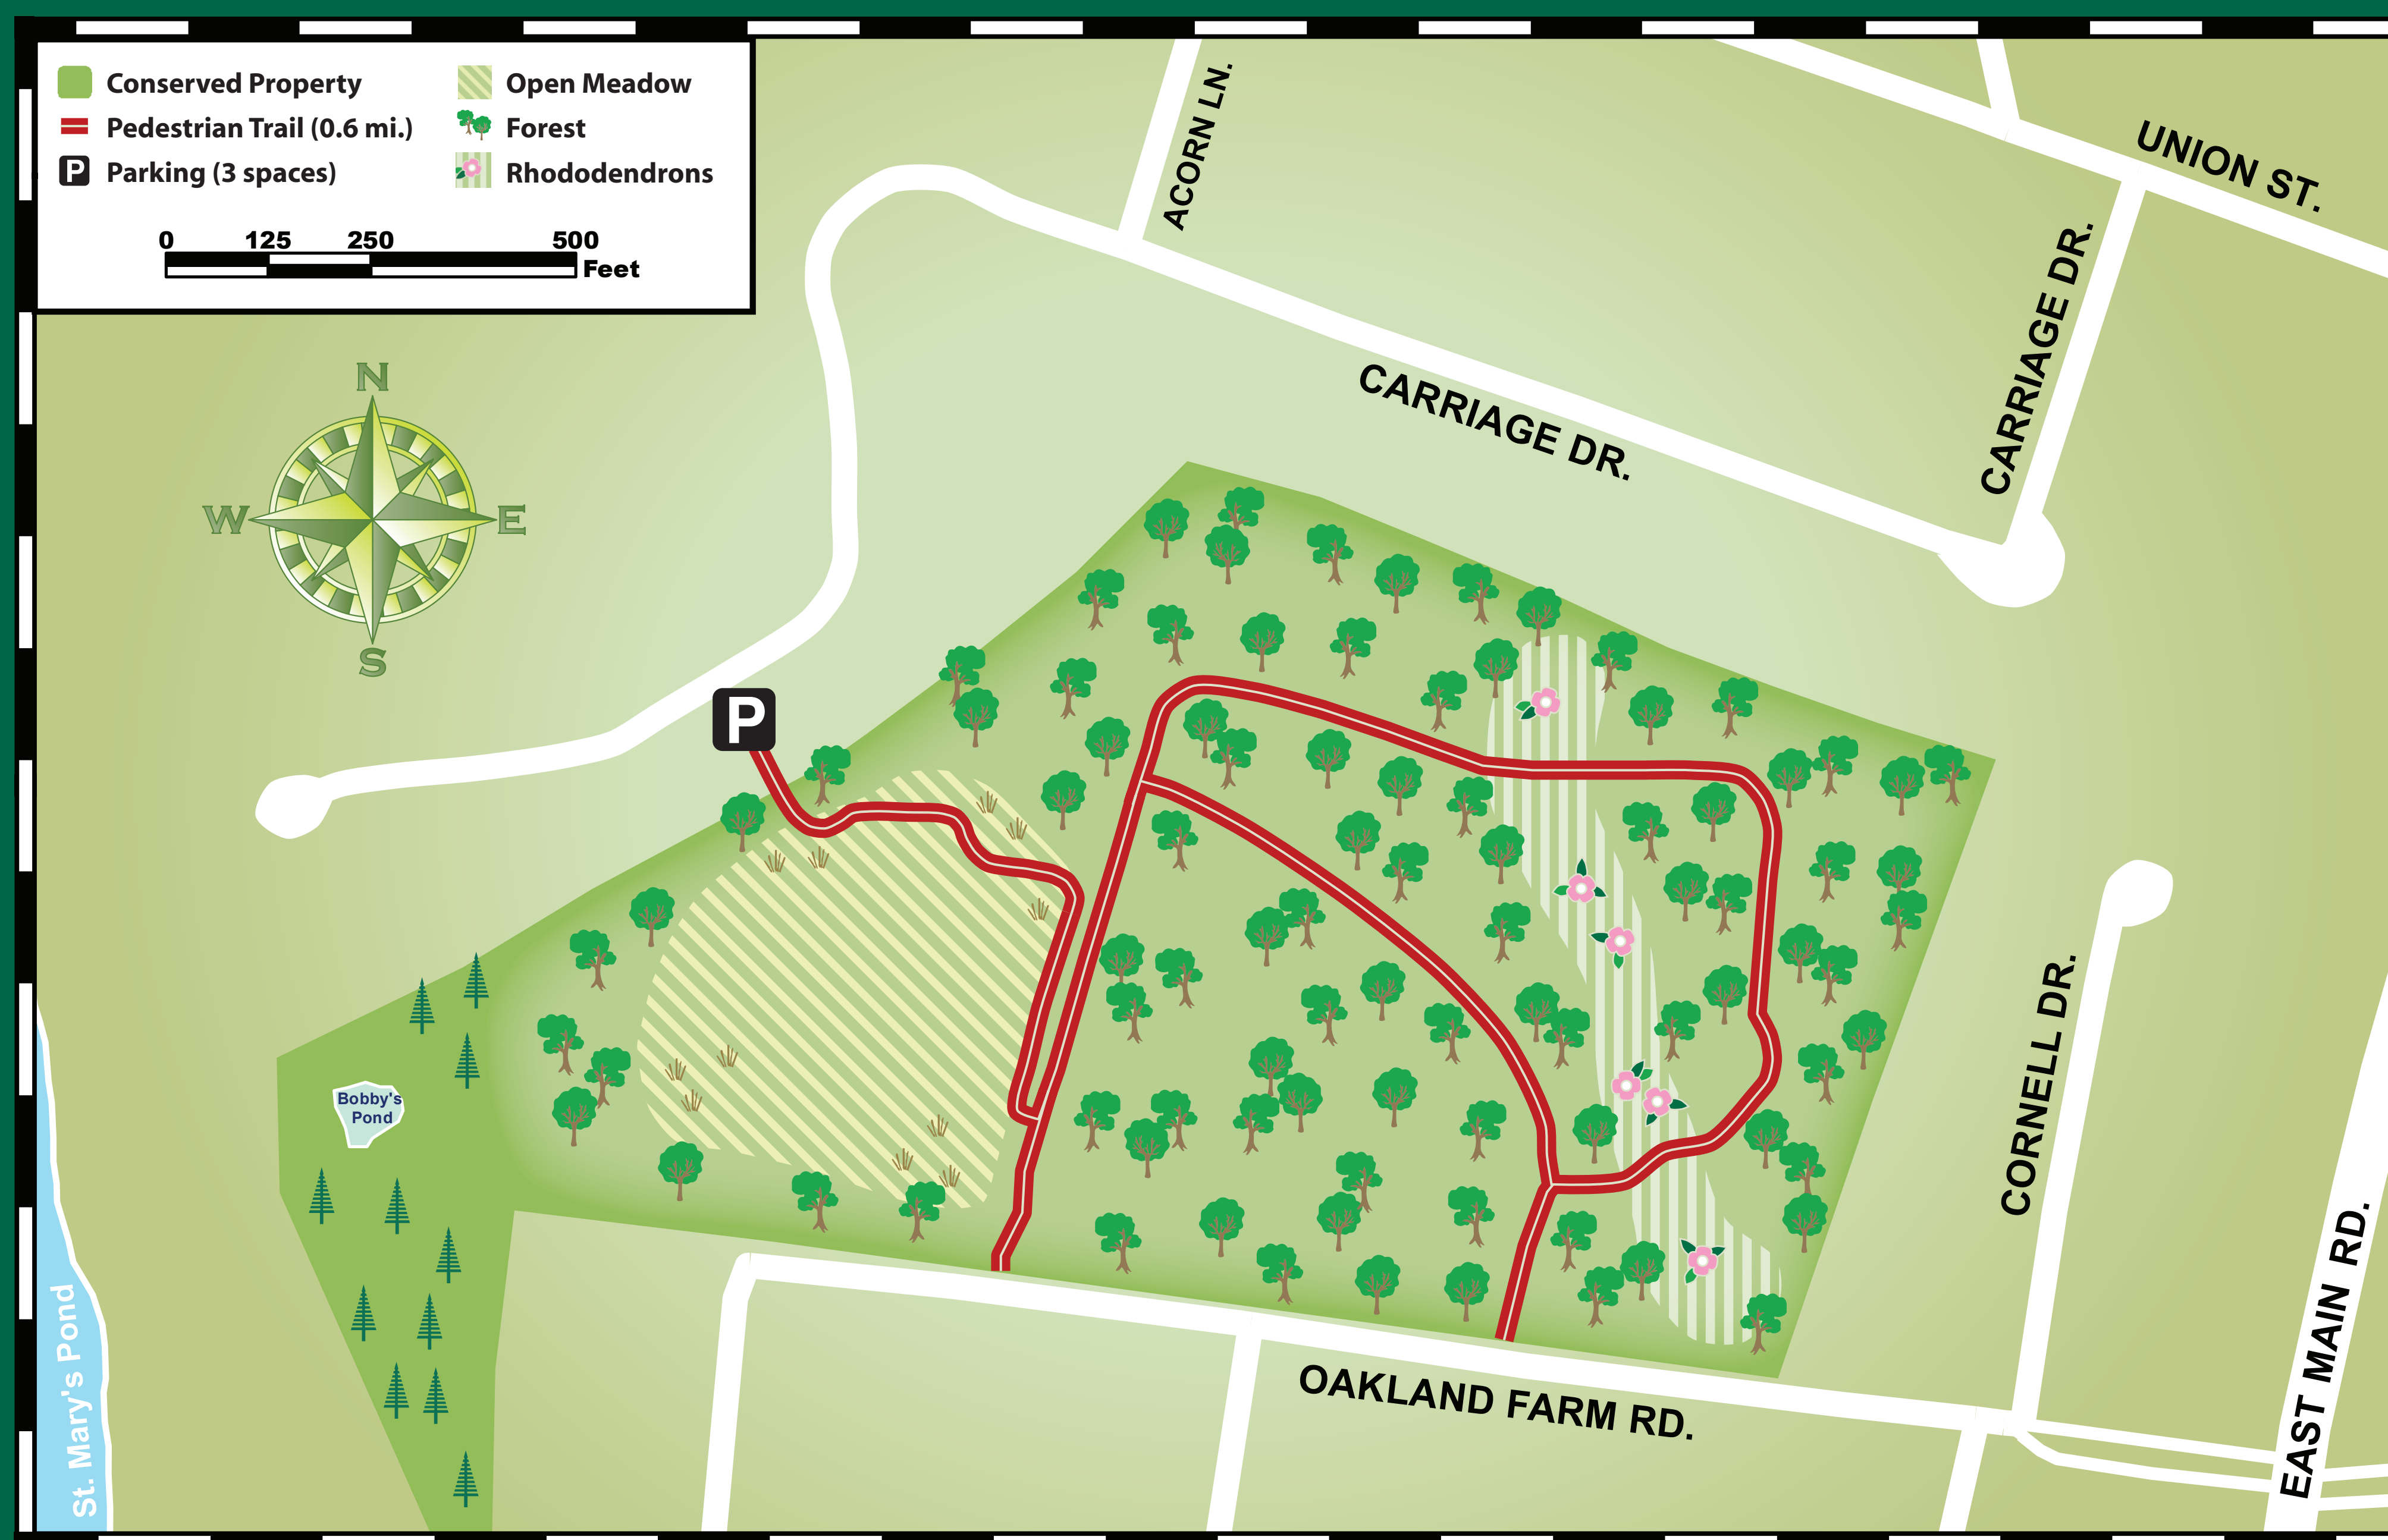 Conserved Property
Pedestrian Trail (0.6 mi.)
P Parking (3 spaces)
Open Meadow
Forest
Rhododendrons
0 125 250 500
Feet
N
W E
S
ACORN LN.
UNION ST.
CARRIAGE DR.
CARRIAGE DR.
P
Bobby's
Pond
CORNELL DR.
EAST MAIN RD.
St. Mary's Pond
OAKLAND FARM RD.